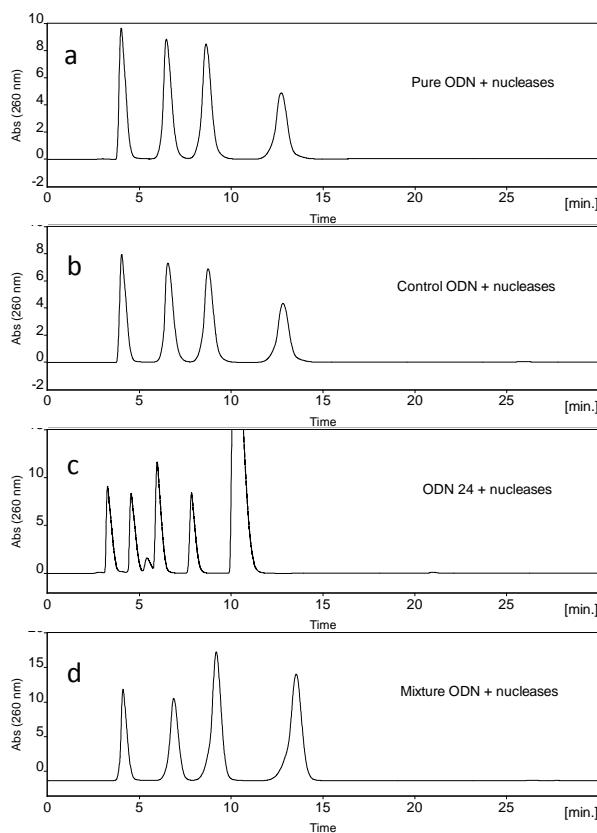 10
8
6
4
2
0
-2
Abs (260 nm)
a
Pure ODN + nucleases
0 5 10 15 20 25 [min.]
Time
8
6
4
2
0
-2
Abs (260 nm)
b
Control ODN + nucleases
0 5 10 15 20 25 [min.]
Time
10
5
0
Abs (260 nm)
c
ODN 24 + nucleases
0 5 10 15 20 25 [min.]
Time
15
10
5
0
Abs (260 nm)
d
Mixture ODN + nucleases
0 5 10 15 20 25 [min.]
Time